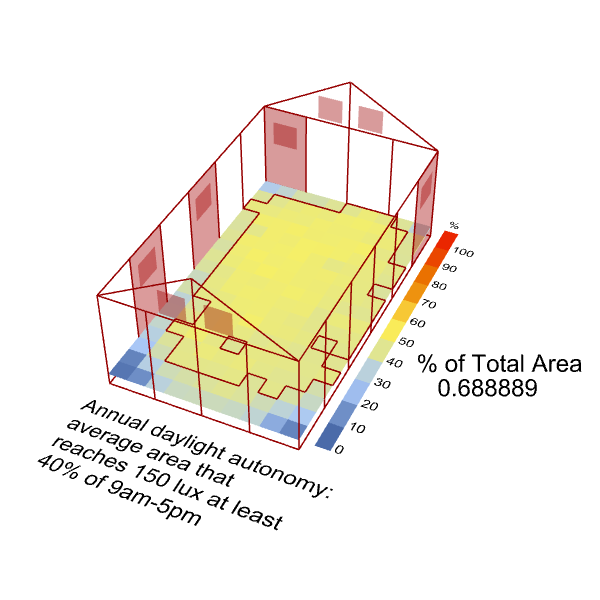 %
100
90
80
70
60
50
40
30
20
10
0
% of Total Area
0.688889
Annual daylight autonomy:
average area that
reaches 150 lux at least
40% of 9am-5pm